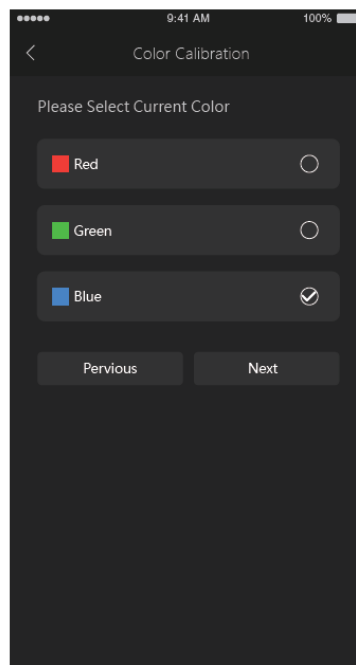 9:41 AM 100%
Color Calibration
Please Select Current Color
Red
Green
Blue
Pervious Next